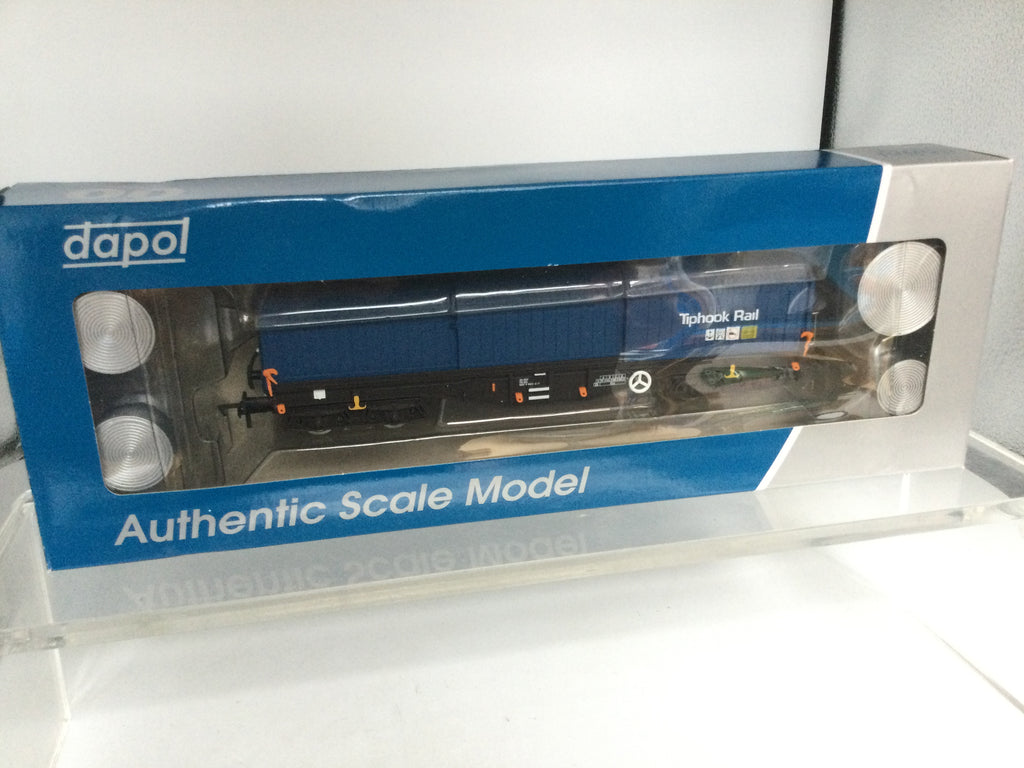 dapol
Tiphook Rail
Authentic Scale Model